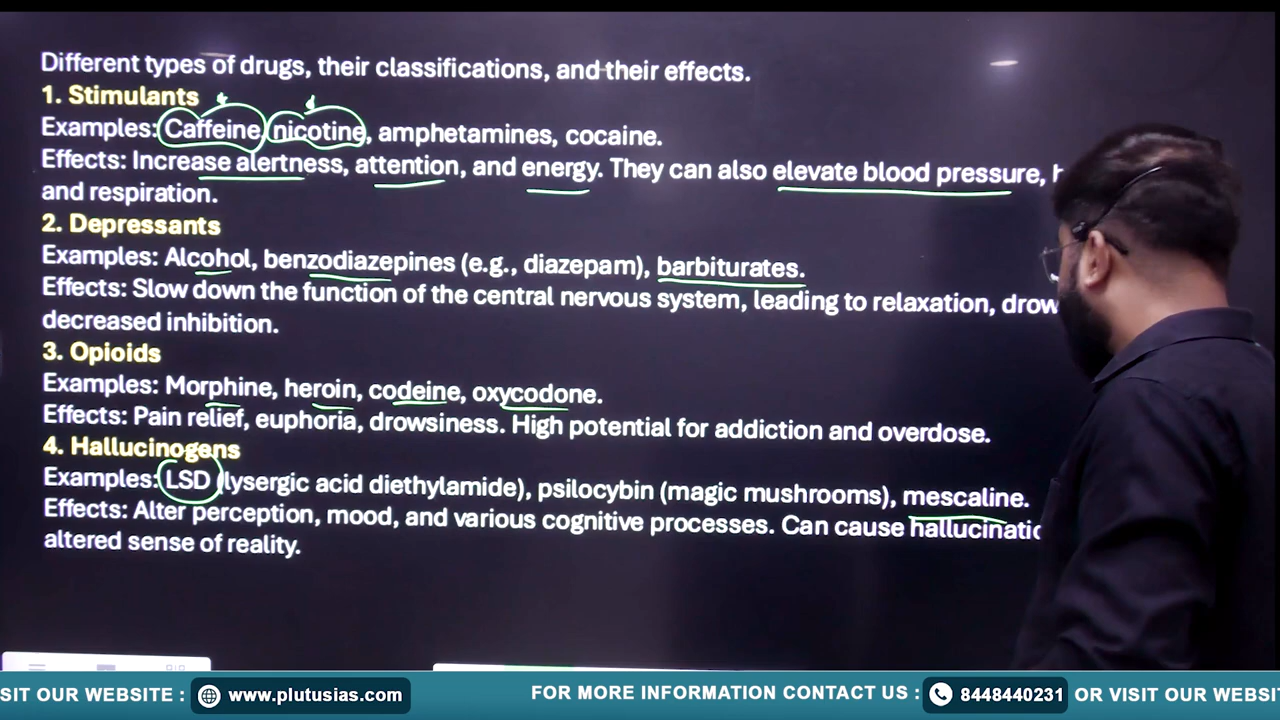 Different types of drugs, their classifications, and their effects.
1. Stimulants
Examples: Caffeine, nicotine, amphetamines, cocaine.
Effects: Increase alertness, attention, and energy. They can also elevate blood pressure,
and respiration.
2. Depressants
Examples: Alcohol, benzodiazepines (e.g., diazepam), barbiturates.
Effects: Slow down the function of the central nervous system, leading to relaxation,
decreased inhibition.
3. Opioids
Examples: Morphine, heroin, codeine, oxycodone.
Effects: Pain relief, euphoria, drowsiness. High potential for addiction and overdose.
4. Hallucinogens
Examples: LSD (lysergic acid diethylamide), psilocybin (magic mushrooms), mescaline.
Effects: Alter perception, mood, and various cognitive processes. Can cause
altered sense of reality.
SIT OUR WEBSITE : www.plutusias.com FOR MORE INFORMATION CONTACT US : 8448440231 OR VISIT OUR WEBSI